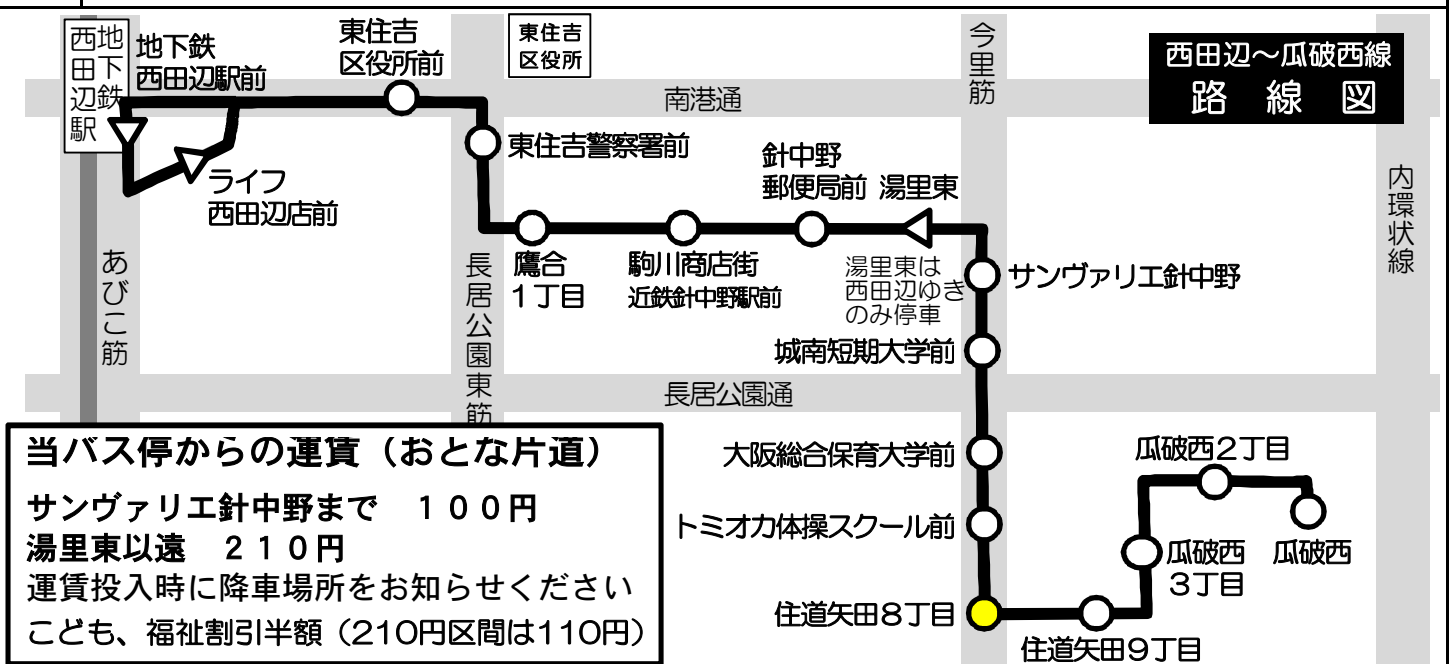 地下鉄
西田辺駅
地下鉄
西田辺駅前
東住吉
区役所前
東住吉
区役所
今里筋
西田辺～瓜破西線
路線図
南港通
東住吉警察署前
ライフ
西田辺店前
針中野
郵便局前
湯里東
内環状線
あびこ筋
長居公園東筋
鷹合
1丁目
駒川商店街
近鉄針中野駅前
湯里東は
西田辺ゆき
のみ停車
サンヴァリエ針中野
城南短期大学前
長居公園通
当バス停からの運賃（おとな片道）
サンヴァリエ針中野まで　１００円
湯里東以遠　２１０円
運賃投入時に降車場所をお知らせください
こども、福祉割引半額（210円区間は110円）
大阪総合保育大学前
トミオカ体操スクール前
住道矢田8丁目
瓜破西2丁目
瓜破西
3丁目
瓜破西
住道矢田9丁目